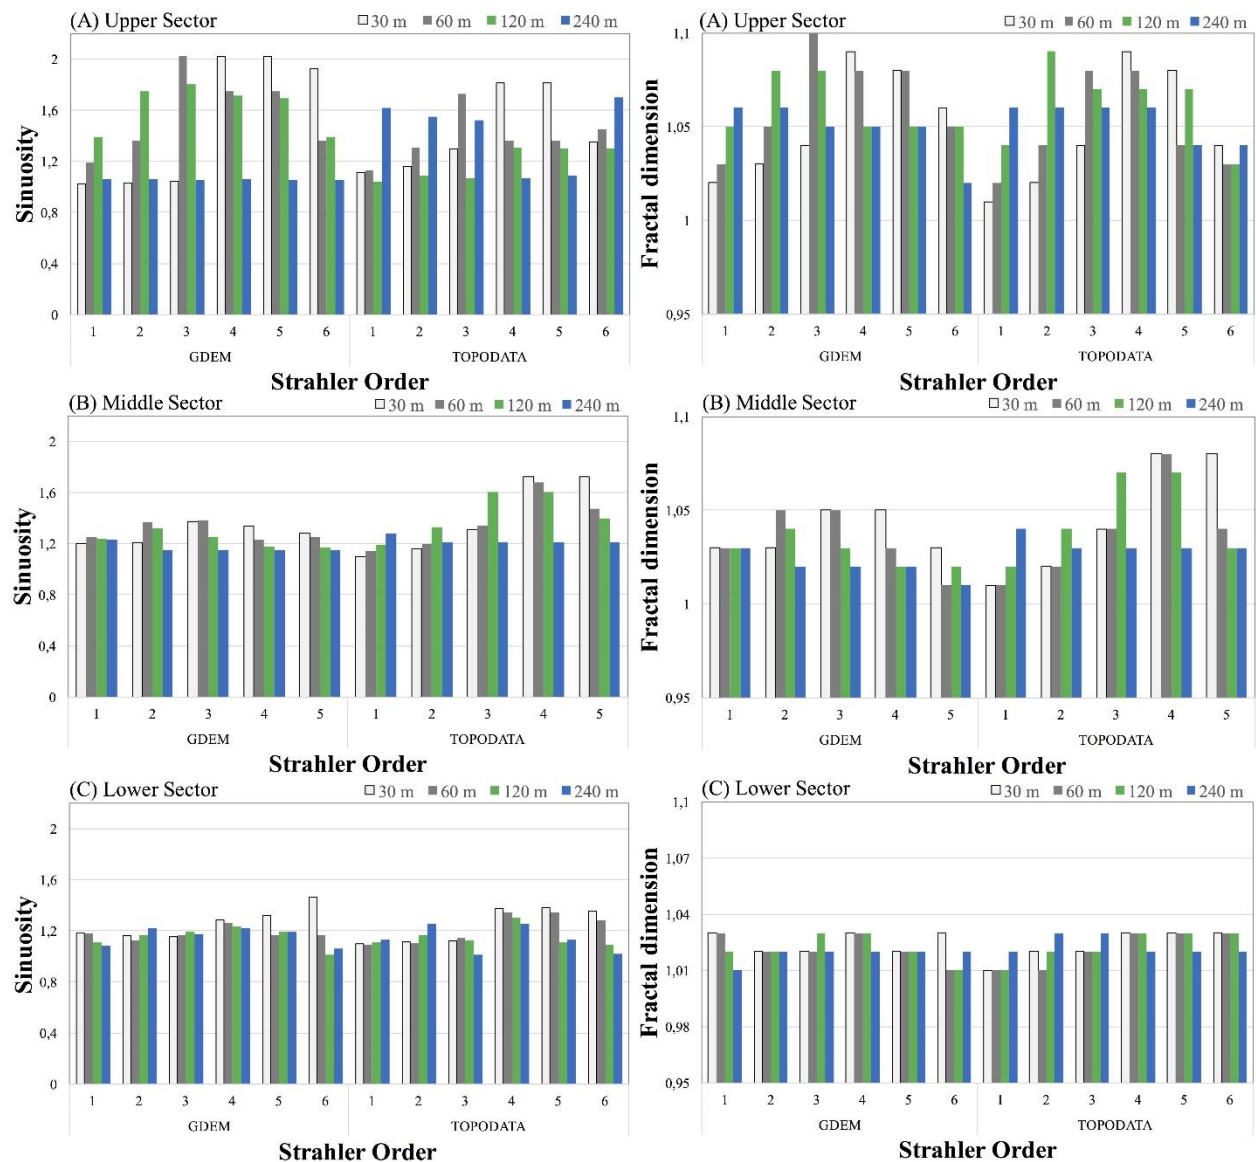 (A) Upper Sector
30 m 60 m 120 m 240 m
Sinuosity
2
1,6
1,2
0,8
0,4
0
1 2 3 4 5 6 1 2 3 4 5 6
GDEM TOPODATA
Strahler Order
(A) Upper Sector
30 m 60 m 120 m 240 m
Fractal dimension
1,1
1,05
1
0,95
1 2 3 4 5 6 1 2 3 4 5 6
GDEM TOPODATA
Strahler Order
(B) Middle Sector
30 m 60 m 120 m 240 m
Sinuosity
2
1,6
1,2
0,8
0,4
0
1 2 3 4 5 1 2 3 4 5
GDEM TOPODATA
Strahler Order
(B) Middle Sector
30 m 60 m 120 m 240 m
Fractal dimension
1,1
1,05
1
0,95
1 2 3 4 5 1 2 3 4 5
GDEM TOPODATA
Strahler Order
(C) Lower Sector
30 m 60 m 120 m 240 m
Sinuosity
2
1,6
1,2
0,8
0,4
0
1 2 3 4 5 6 1 2 3 4 5 6
GDEM TOPODATA
Strahler Order
(C) Lower Sector
30 m 60 m 120 m 240 m
Fractal dimension
1,1
1,07
1,04
1,01
0,98
0,95
1 2 3 4 5 6 1 2 3 4 5 6
GDEM TOPODATA
Strahler Order